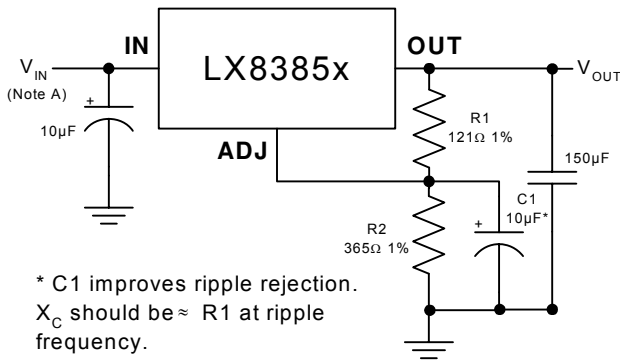 IN
OUT
LX8385x
V_IN
V_OUT
(Note A)
+
10µF
ADJ
R1
121Ω 1%
150µF
C1
10µF*
+
R2
365Ω 1%
* C1 improves ripple rejection.
X_C should be ≈ R1 at ripple
frequency.